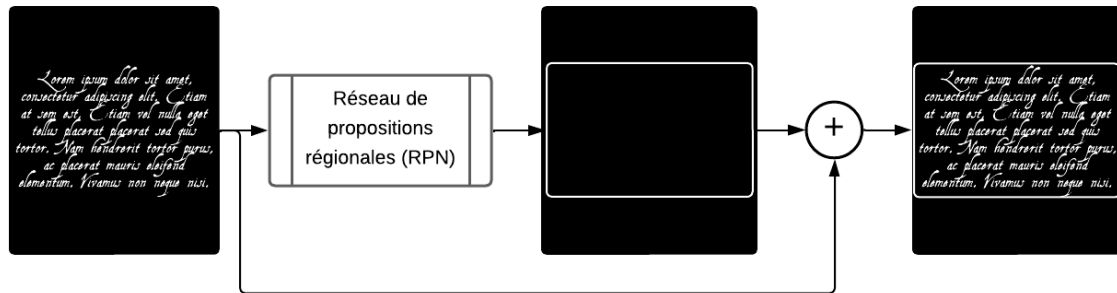 Lorem ipsum dolor sit amet,
consectetur adipiscing elit. Etiam
at sem est. Etiam vel nulla eget
tellus placerat placerat sed quis
tortor. Nam hendrerit tortor purus,
ac placerat mauris eleifend
elementum. Vivamus non neque nisi.
Réseau de
propositions
régionales (RPN)
+
Lorem ipsum dolor sit amet,
consectetur adipiscing elit. Etiam
at sem est. Etiam vel nulla eget
tellus placerat placerat sed quis
tortor. Nam hendrerit tortor purus,
ac placerat mauris eleifend
elementum. Vivamus non neque nisi.